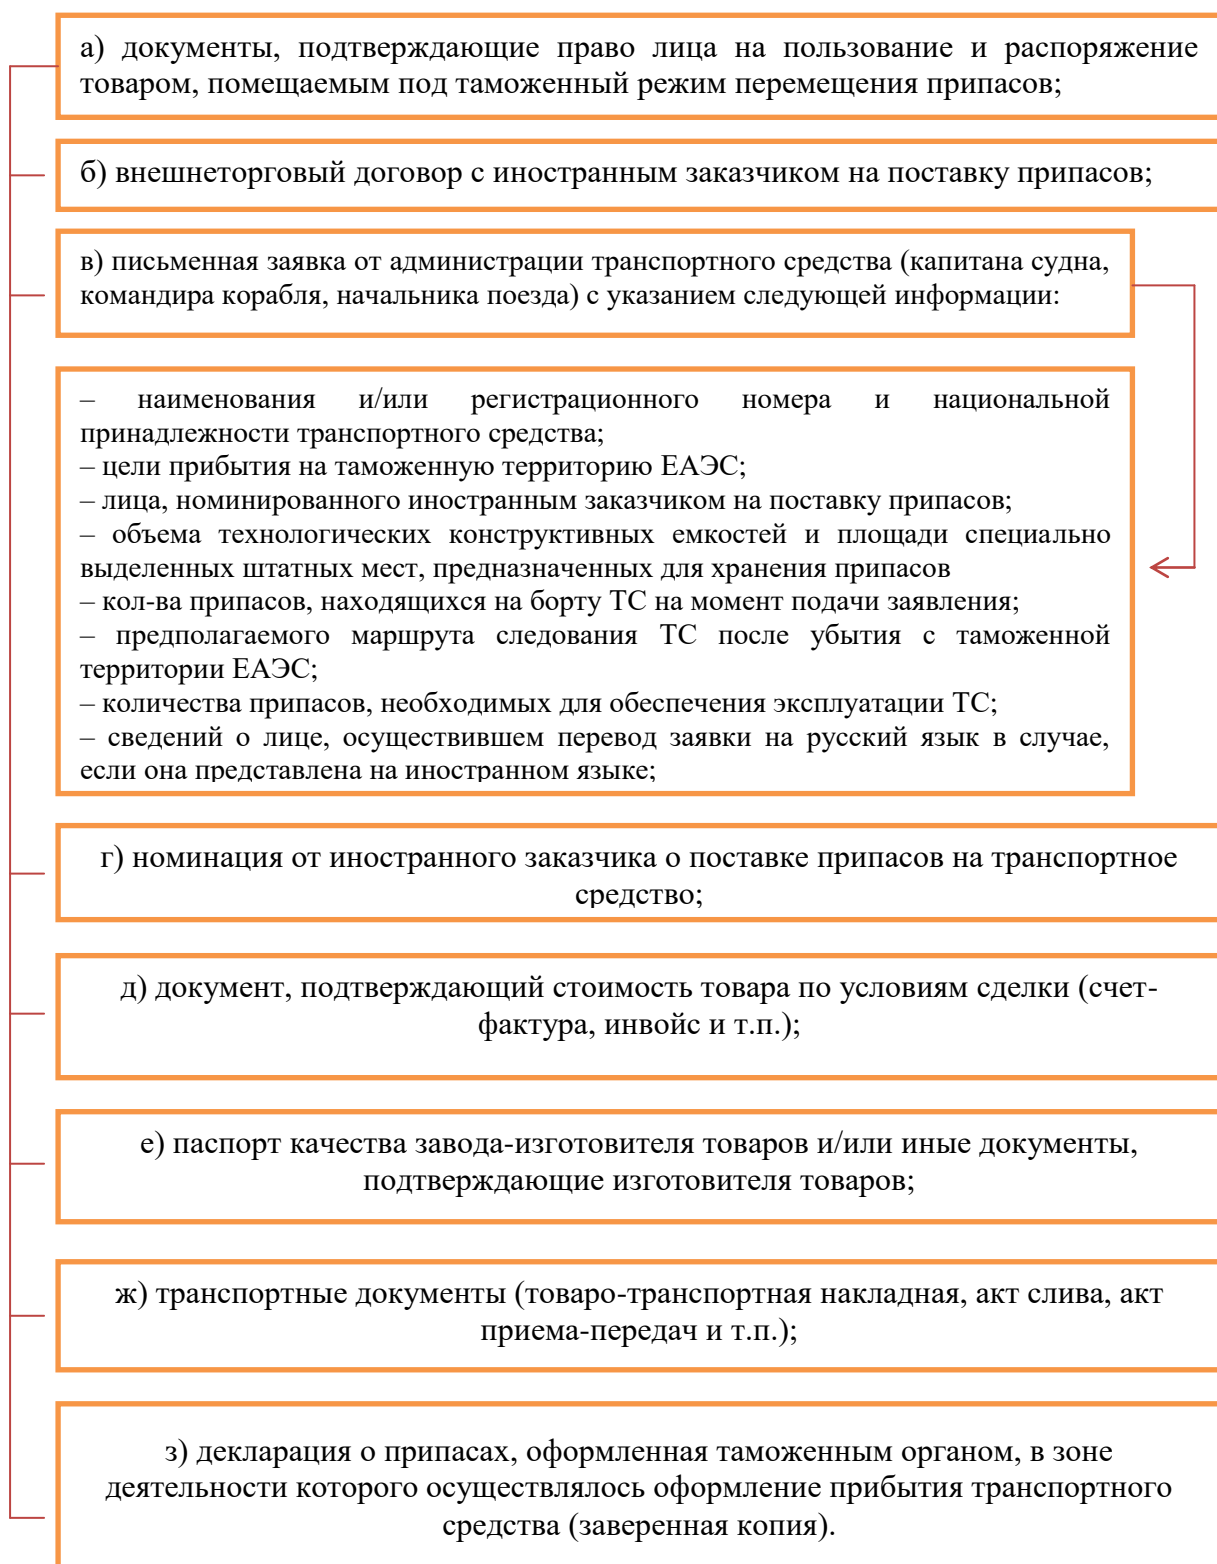 а) документы, подтверждающие право лица на пользование и распоряжение
товаром, помещаемым под таможенный режим перемещения припасов;
б) внешнеторговый договор с иностранным заказчиком на поставку припасов;
в) письменная заявка от администрации транспортного средства (капитана судна,
командира корабля, начальника поезда) с указанием следующей информации:
– наименования и/или регистрационного номера и национальной
принадлежности транспортного средства;
– цели прибытия на таможенную территорию ЕАЭС;
– лица, номинированного иностранным заказчиком на поставку припасов;
– объема технологических конструктивных емкостей и площади специально
выделенных штатных мест, предназначенных для хранения припасов
– кол-ва припасов, находящихся на борту ТС на момент подачи заявления;
– предполагаемого маршрута следования ТС после убытия с таможенной
территории ЕАЭС;
– количества припасов, необходимых для обеспечения эксплуатации ТС;
– сведений о лице, осуществившем перевод заявки на русский язык в случае,
если она представлена на иностранном языке;
г) номинация от иностранного заказчика о поставке припасов на транспортное
средство;
д) документ, подтверждающий стоимость товара по условиям сделки (счет-
фактура, инвойс и т.п.);
е) паспорт качества завода-изготовителя товаров и/или иные документы,
подтверждающие изготовителя товаров;
ж) транспортные документы (товаро-транспортная накладная, акт слива, акт
приема-передач и т.п.);
з) декларация о припасах, оформленная таможенным органом, в зоне
деятельности которого осуществлялось оформление прибытия транспортного
средства (заверенная копия).